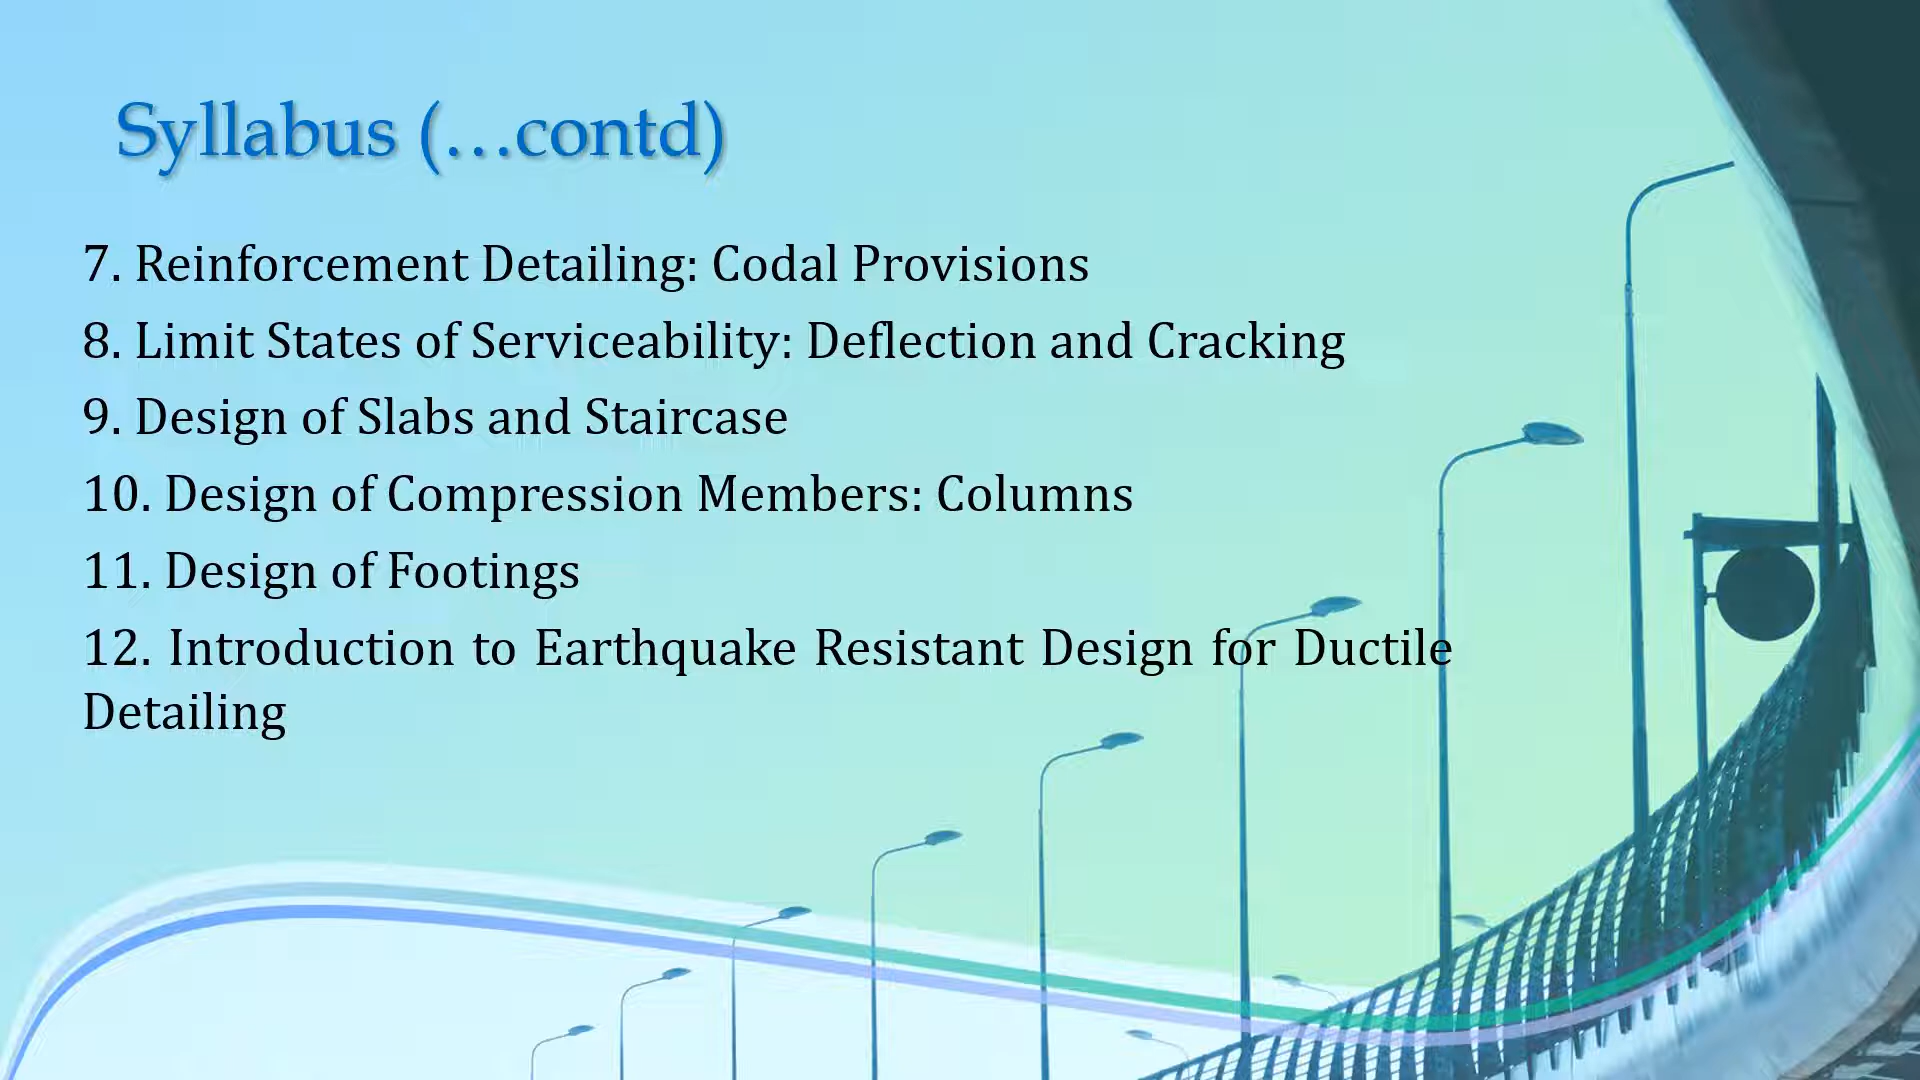 Syllabus (…contd)
7. Reinforcement Detailing: Codal Provisions
8. Limit States of Serviceability: Deflection and Cracking
9. Design of Slabs and Staircase
10. Design of Compression Members: Columns
11. Design of Footings
12. Introduction to Earthquake Resistant Design for Ductile
Detailing